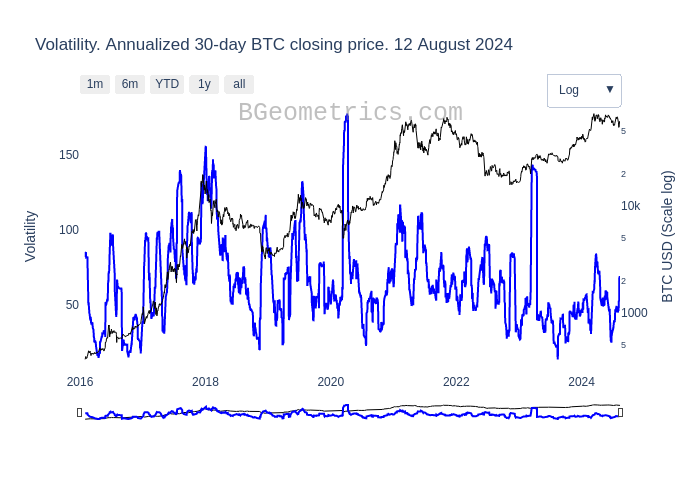 Volatility. Annualized 30-day BTC closing price. 12 August 2024
1m 6m YTD 1y all
Log ▼
BGeometrics.com
150
100
50
Volatility
5
2
10k
5
2
1000
5
BTC USD (Scale log)
2016 2018 2020 2022 2024